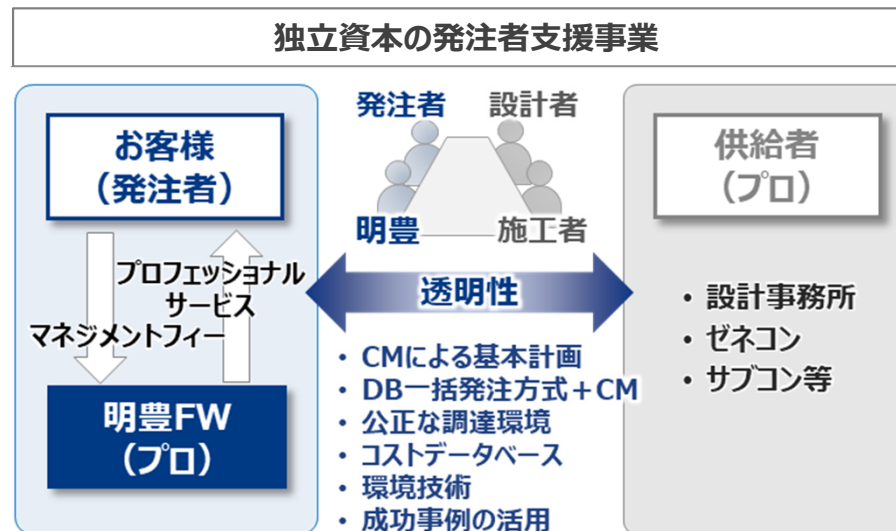 独立資本の発注者支援事業
お客様
（発注者）
プロフェッショナル
サービス
マネジメントフィー
明豊FW
（プロ）
発注者
設計者
明豊
施工者
透明性
・ CMによる基本計画
・ DB一括発注方式＋CM
・ 公正な調達環境
・ コストデータベース
・ 環境技術
・ 成功事例の活用
供給者
（プロ）
・ 設計事務所
・ ゼネコン
・ サブコン等